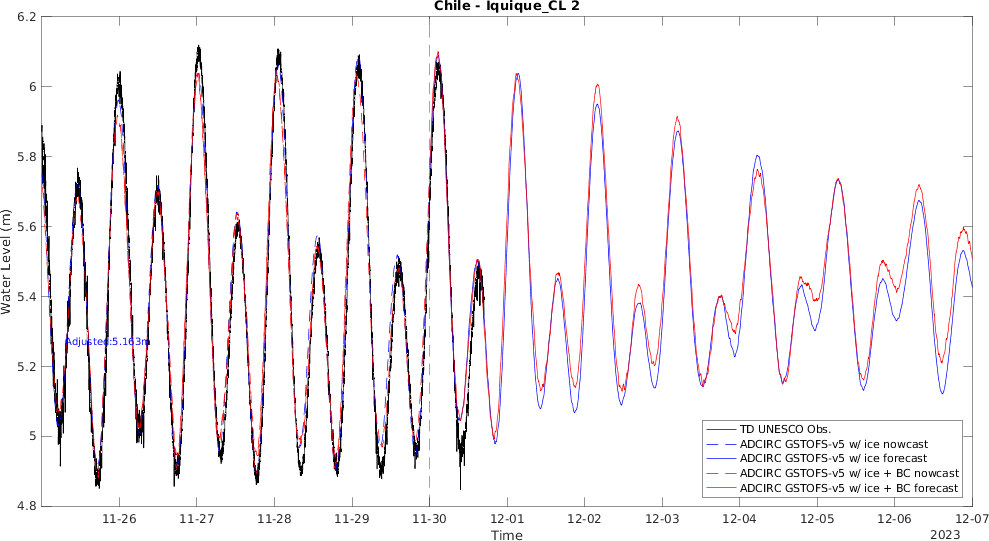 Chile - Iquique_CL 2
6.2
6
5.8
5.6
5.4
5.2
5
4.8
Water Level (m)
Adjusted:5.163m
TD UNESCO Obs.
ADCIRC GSTOFS-v5 w/ ice nowcast
ADCIRC GSTOFS-v5 w/ ice forecast
ADCIRC GSTOFS-v5 w/ ice + BC nowcast
ADCIRC GSTOFS-v5 w/ ice + BC forecast
11-26 11-27 11-28 11-29 11-30 12-01 12-02 12-03 12-04 12-05 12-06 12-07
Time
2023